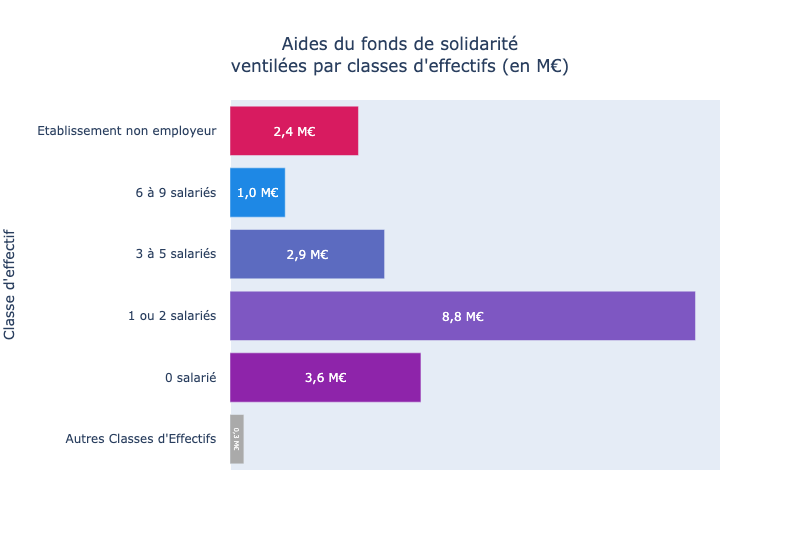 Aides du fonds de solidarité
ventilées par classes d'effectifs (en M€)
Classe d'effectif
Etablissement non employeur
2,4 M€
6 à 9 salariés
1,0 M€
3 à 5 salariés
2,9 M€
1 ou 2 salariés
8,8 M€
0 salarié
3,6 M€
Autres Classes d'Effectifs
0,3 M€